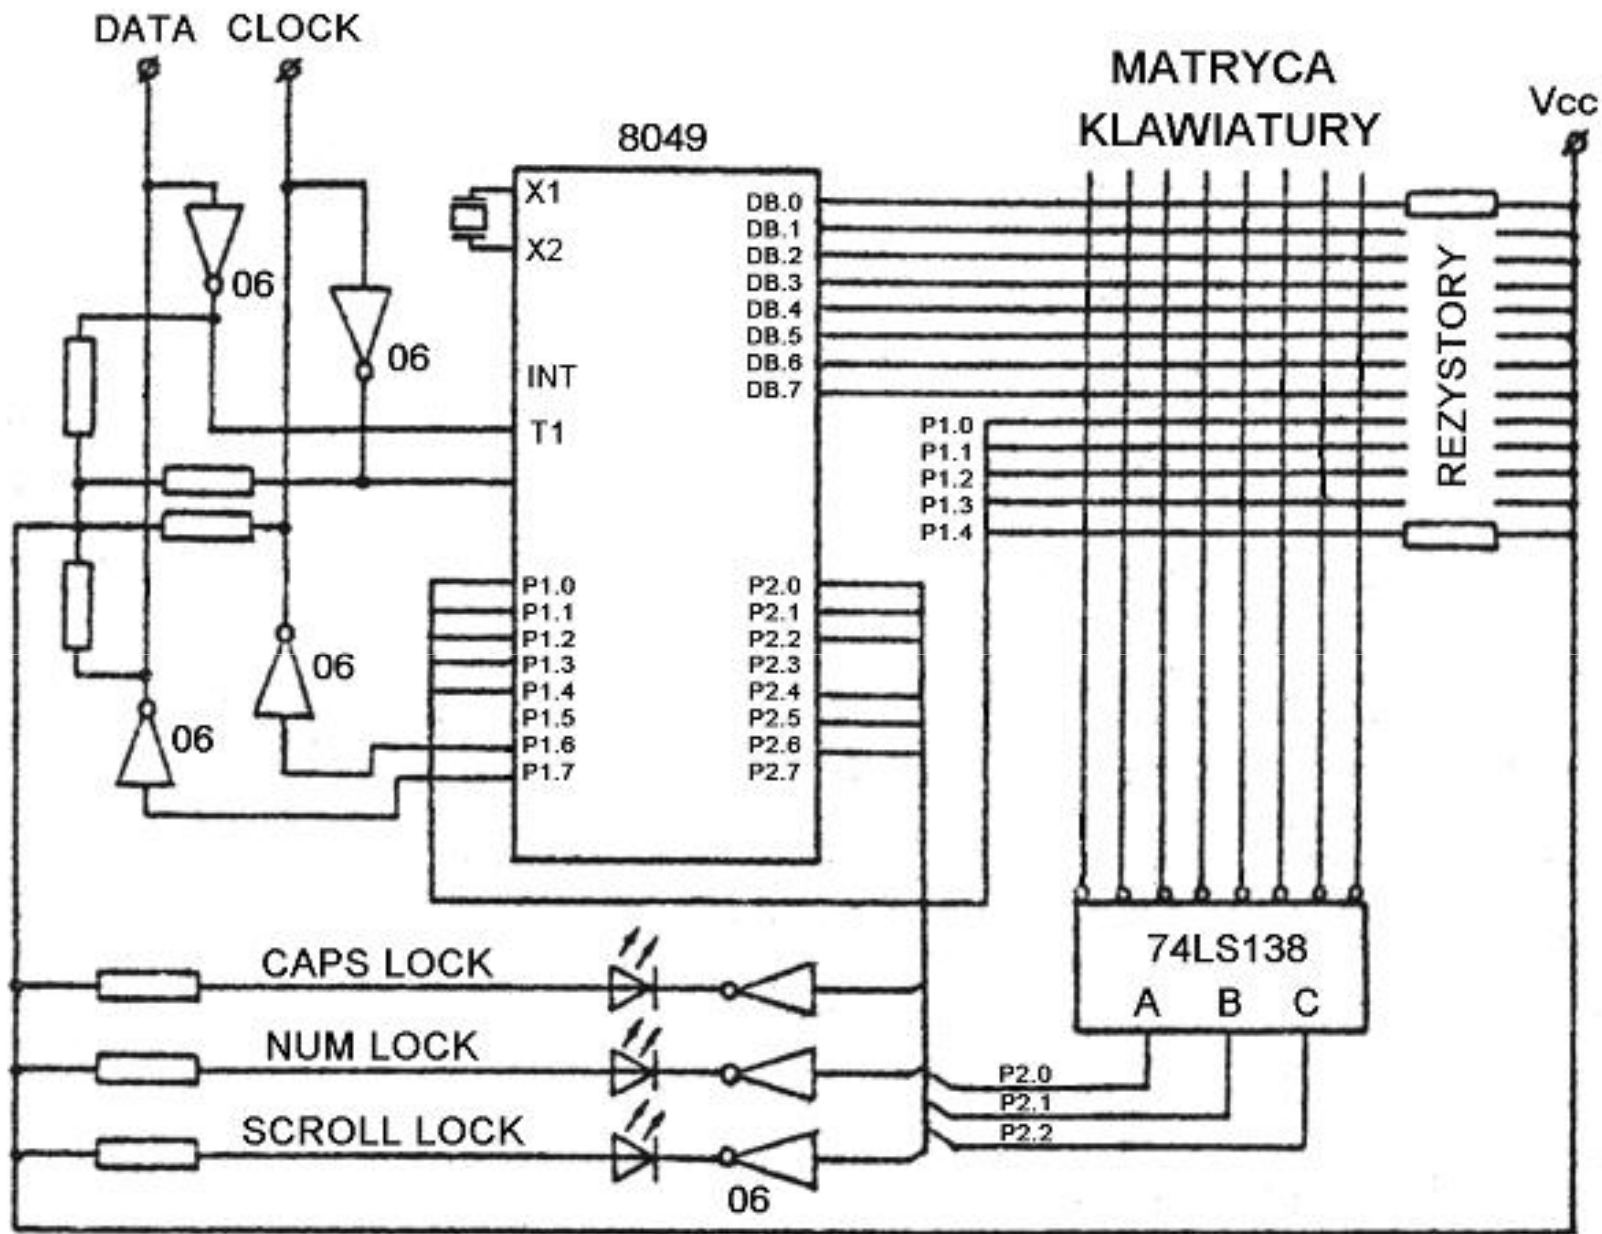 DATA CLOCK
MATRYCA
KLAWIATURY
Vcc
8049
X1
X2
INT
T1
DB.0
DB.1
DB.2
DB.3
DB.4
DB.5
DB.6
DB.7
06
06
P1.0
P1.1
P1.2
P1.3
P1.4
REZYSTORY
P1.0
P1.1
P1.2
P1.3
P1.4
P1.5
P1.6
P1.7
P2.0
P2.1
P2.2
P2.3
P2.4
P2.5
P2.6
P2.7
06
06
74LS138
A B C
CAPS LOCK
NUM LOCK
SCROLL LOCK
06
P2.0
P2.1
P2.2